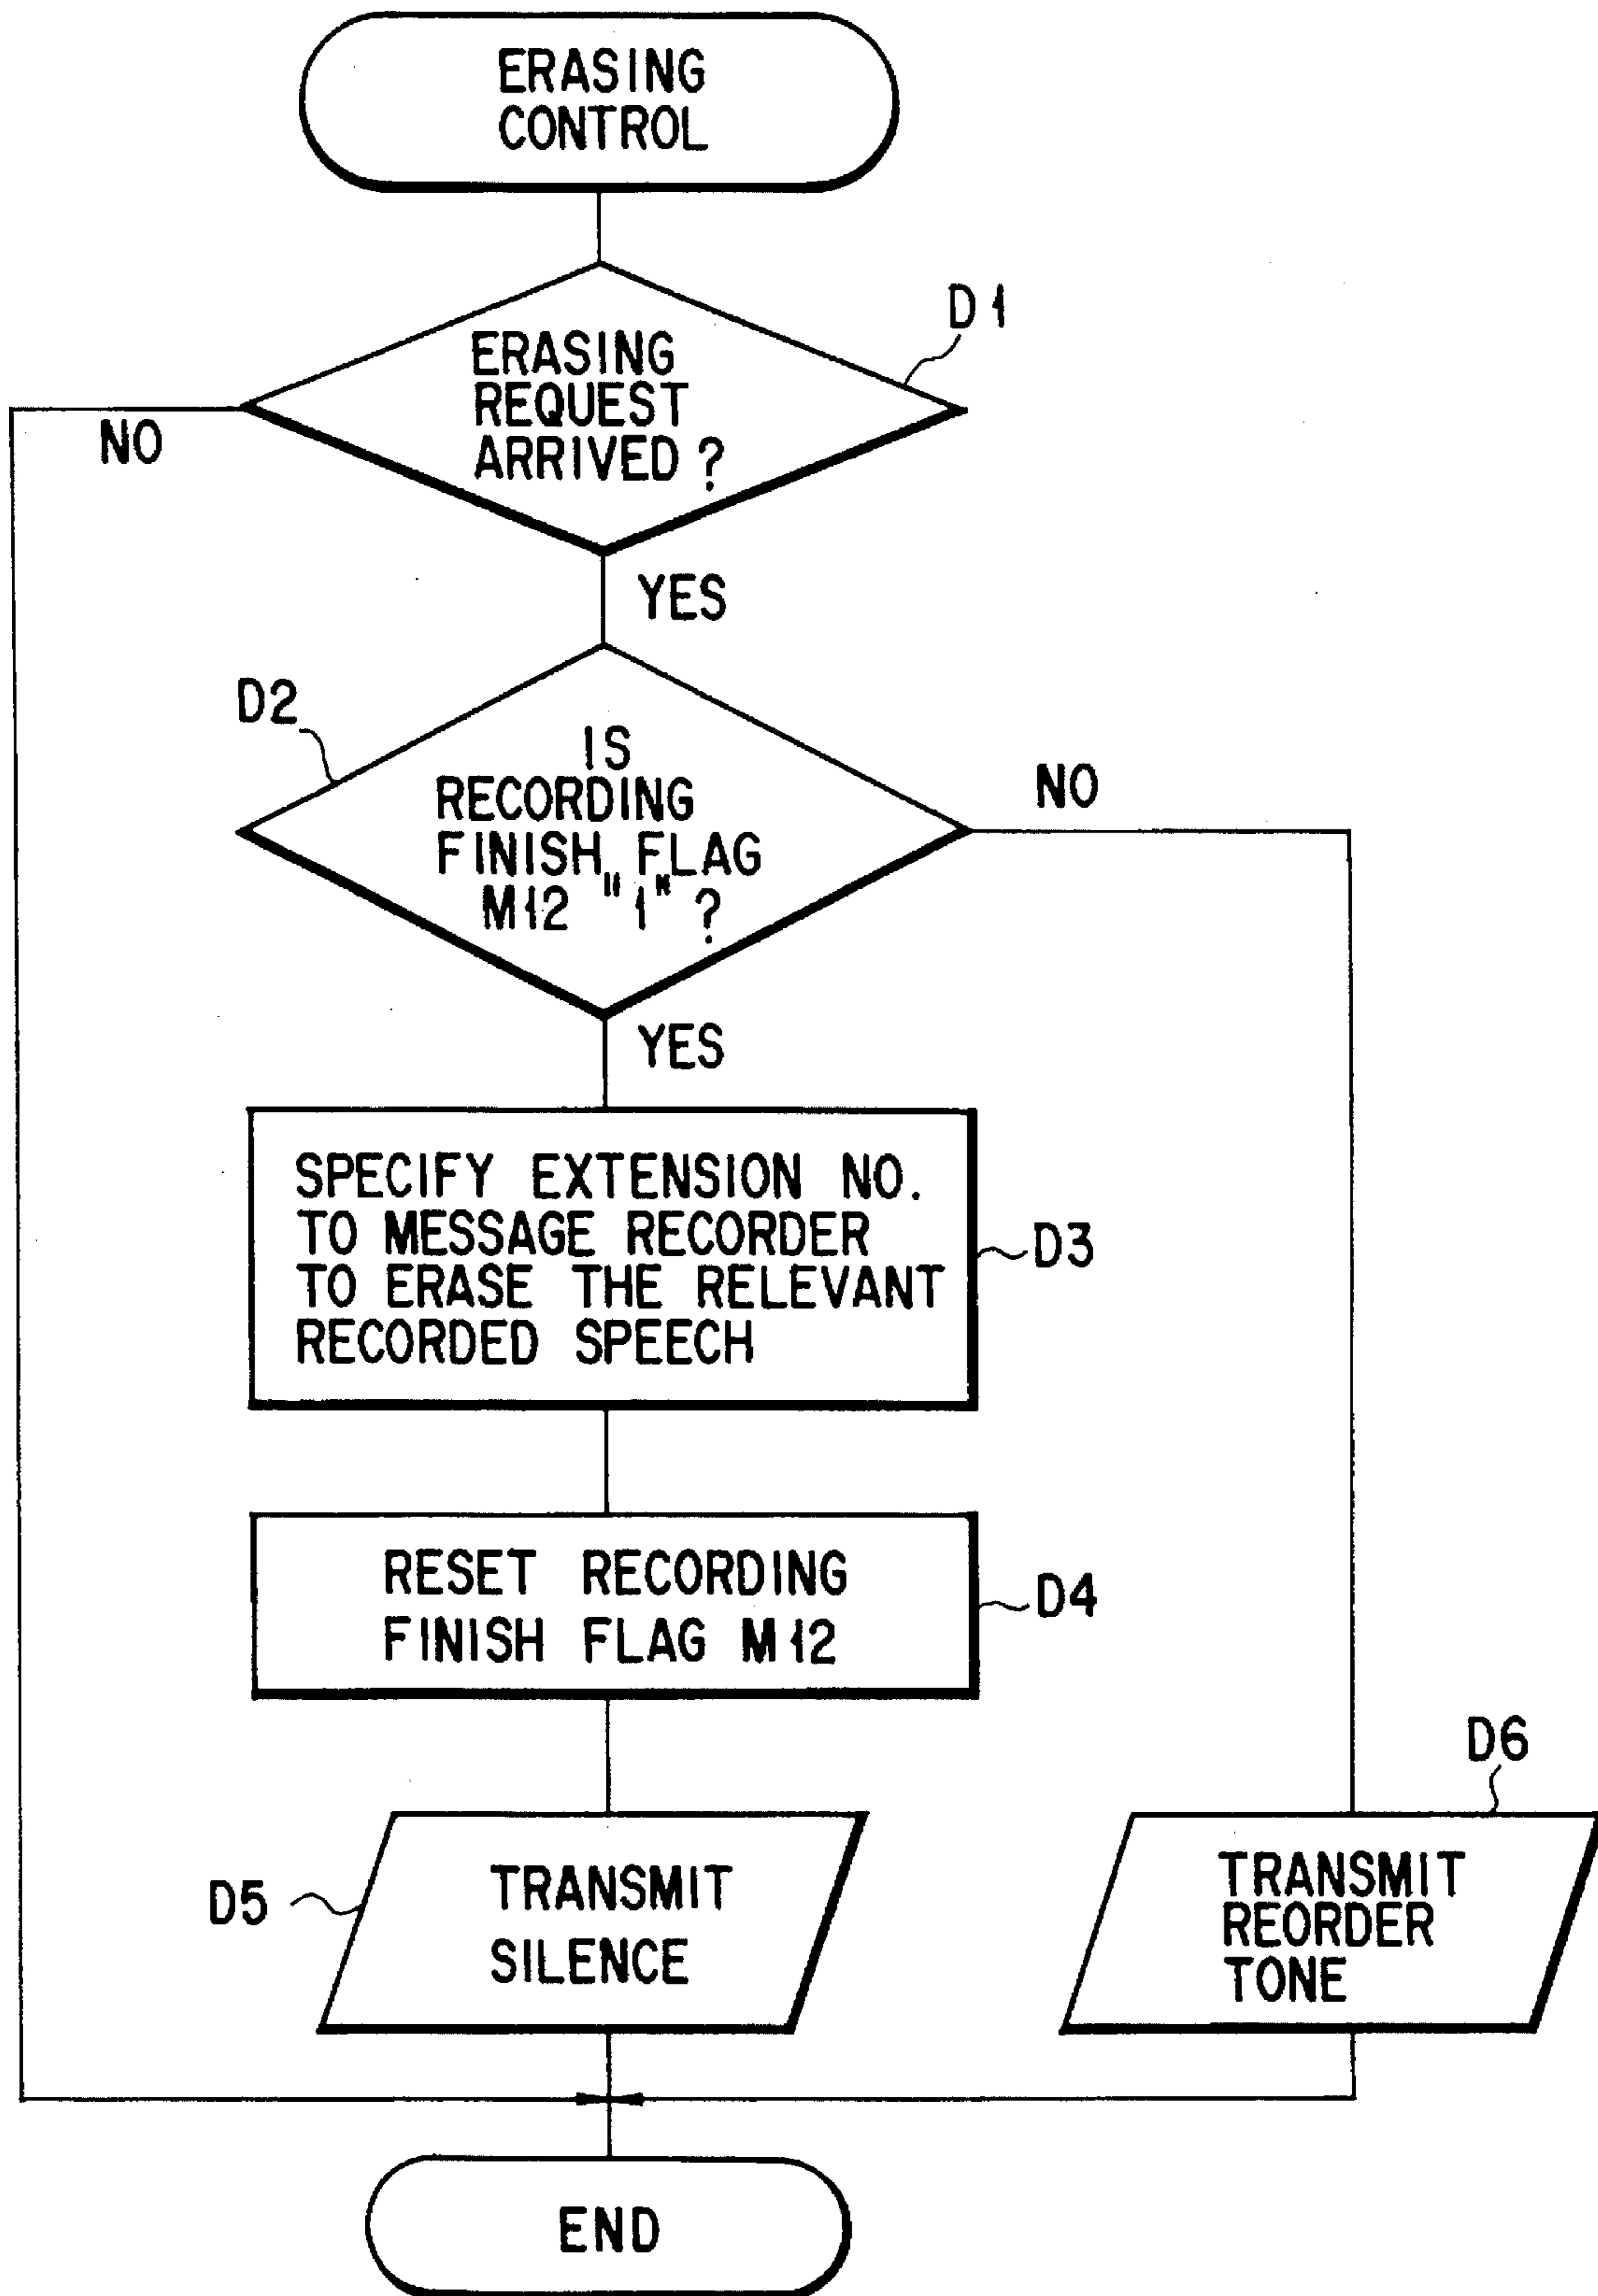 ERASING
CONTROL
D1
ERASING
REQUEST
ARRIVED ?
NO
YES
D2
IS
RECORDING
FINISH FLAG
M12 "1" ?
NO
YES
SPECIFY EXTENSION NO.
TO MESSAGE RECORDER
TO ERASE THE RELEVANT
RECORDED SPEECH
D3
RESET RECORDING
FINISH FLAG M12
D4
D6
D5
TRANSMIT
SILENCE
TRANSMIT
REORDER
TONE
END